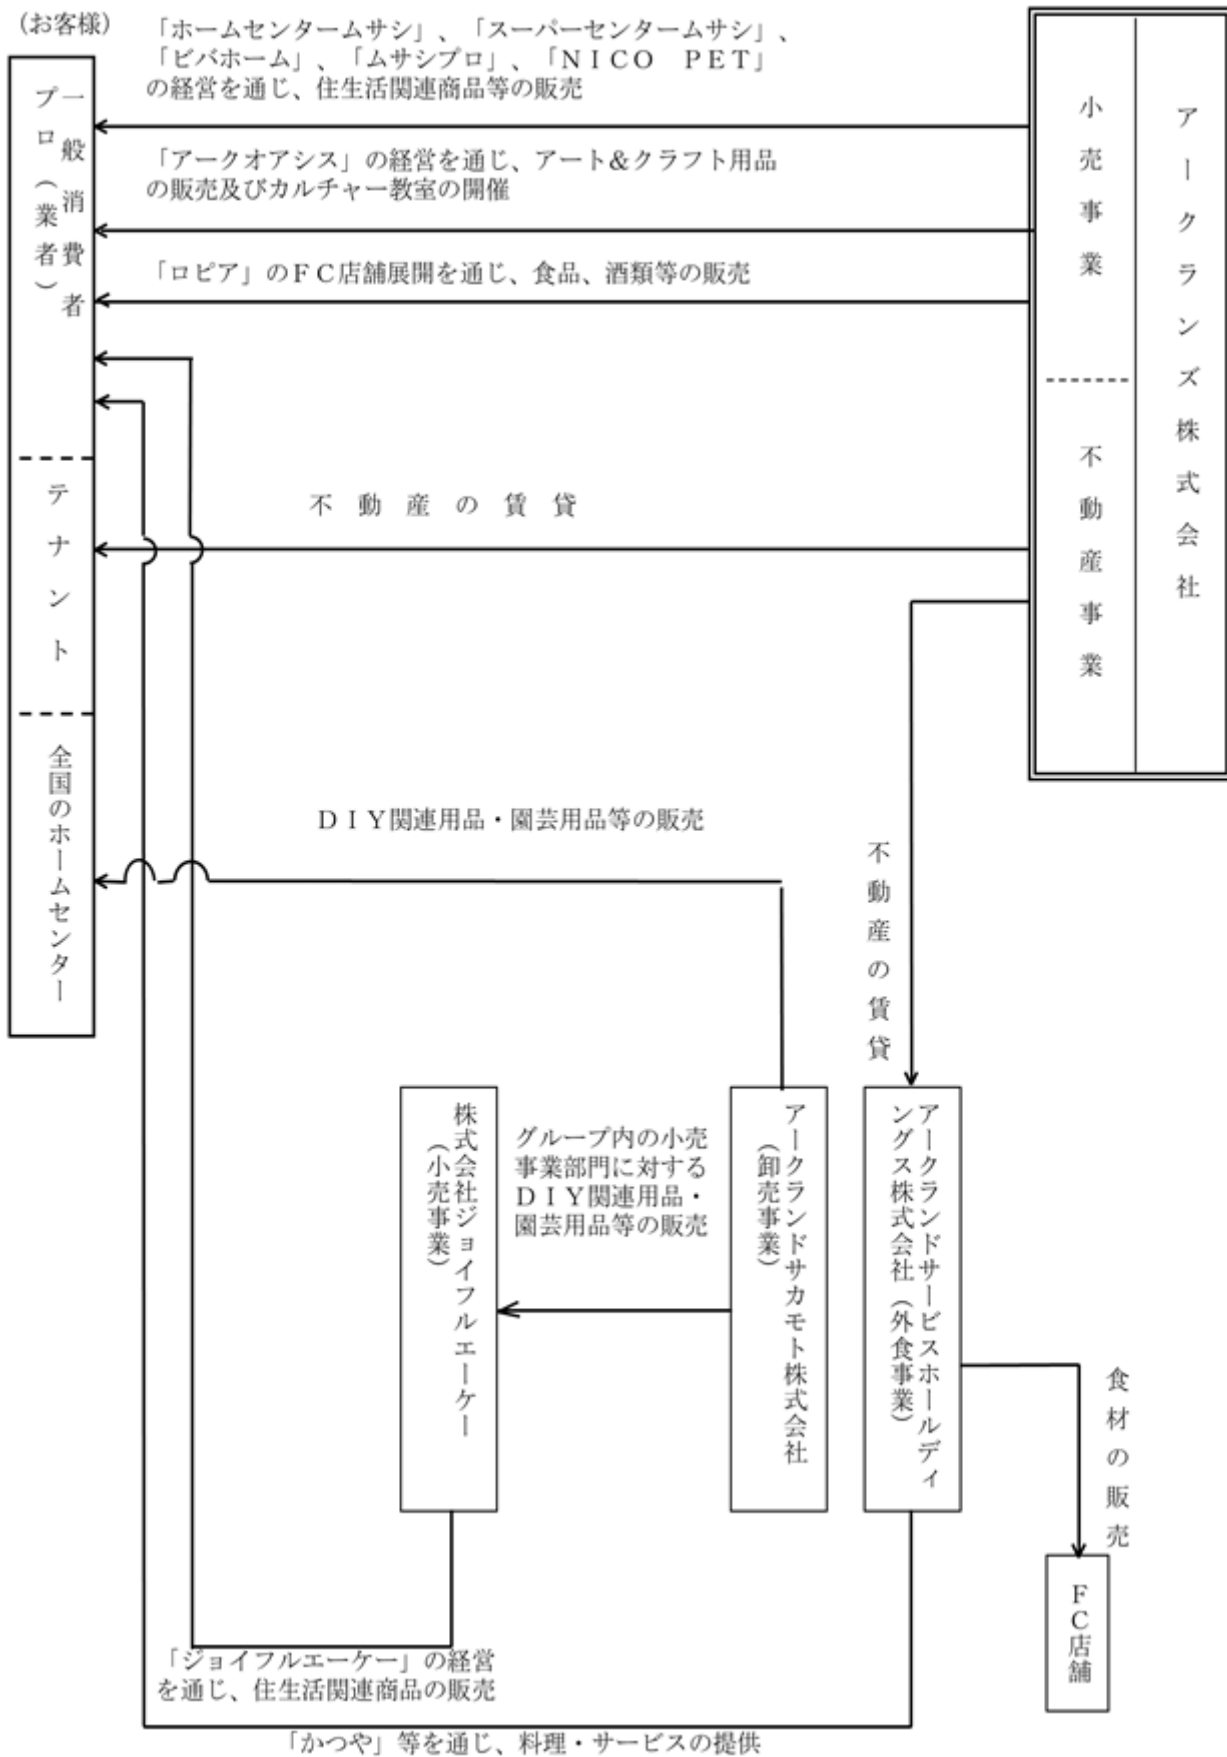 (お客様)
「ホームセンタームサシ」、「スーパーセンタームサシ」、
「ビバホーム」、「ムサシプロ」、「ＮＩＣＯ　ＰＥＴ」
の経営を通じ、住生活関連商品等の販売
「アークオアシス」の経営を通じ、アート&クラフト用品
の販売及びカルチャー教室の開催
「ロピア」のＦＣ店舗展開を通じ、食品、酒類等の販売
一般消費者
プロ（業者）
テナント
全国のホームセンター
アークランズ株式会社
小売事業
不動産事業
不動産の賃貸
不動産の賃貸
ＤＩＹ関連用品・園芸用品等の販売
株式会社ジョイフルエーケー
（小売事業）
グループ内の小売
事業部門に対する
ＤＩＹ関連用品・
園芸用品等の販売
アークランドサカモト株式会社
（卸売事業）
アークランドサービスホールディ
ングス株式会社（外食事業）
食材の販売
ＦＣ店舗
「ジョイフルエーケー」の経営
を通じ、住生活関連商品の販売
「かつや」等を通じ、料理・サービスの提供